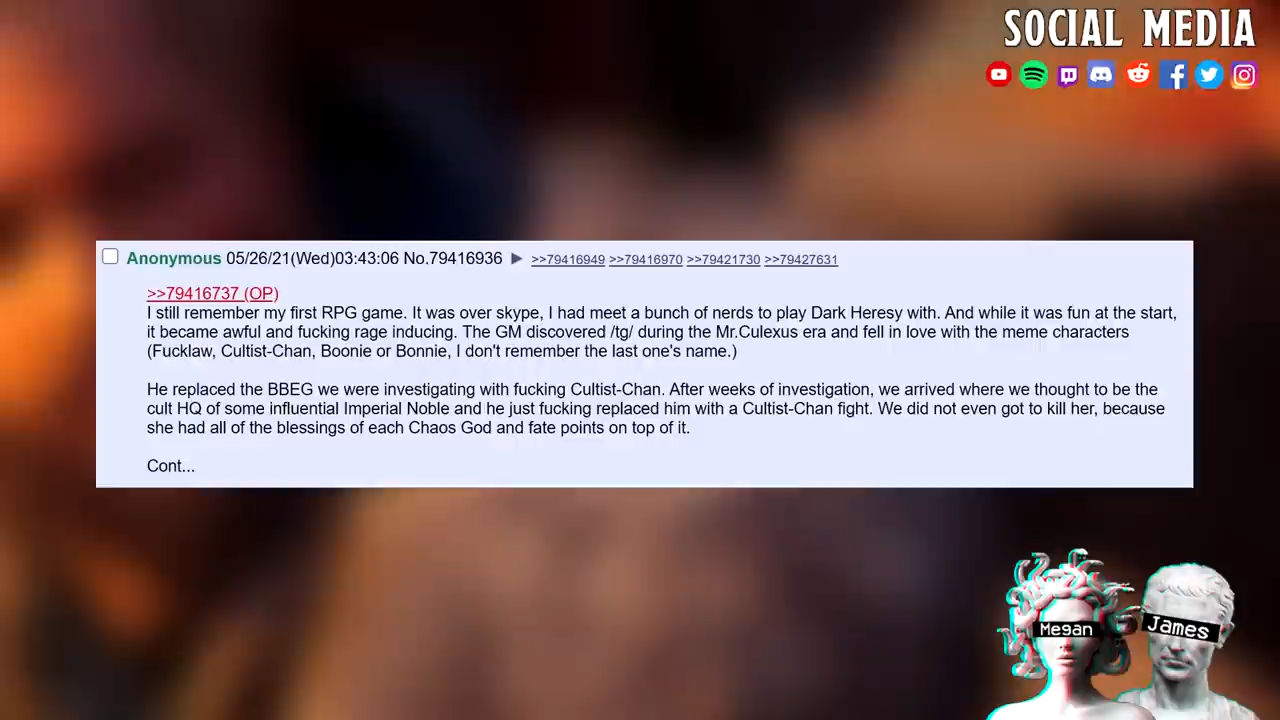 SOCIAL MEDIA
Anonymous 05/26/21(Wed)03:43:06 No.79416936 ▶ >>79416949 >>79416970 >>79421730 >>79427631
>>79416737 (OP)
I still remember my first RPG game. It was over skype, I had meet a bunch of nerds to play Dark Heresy with. And while it was fun at the start,
it became awful and fucking rage inducing. The GM discovered /tg/ during the Mr.Culexus era and fell in love with the meme characters
(Fucklaw, Cultist-Chan, Boonie or Bonnie, I don't remember the last one's name.)
He replaced the BBEG we were investigating with fucking Cultist-Chan. After weeks of investigation, we arrived where we thought to be the
cult HQ of some influential Imperial Noble and he just fucking replaced him with a Cultist-Chan fight. We did not even got to kill her, because
she had all of the blessings of each Chaos God and fate points on top of it.
Cont...
Megan
James